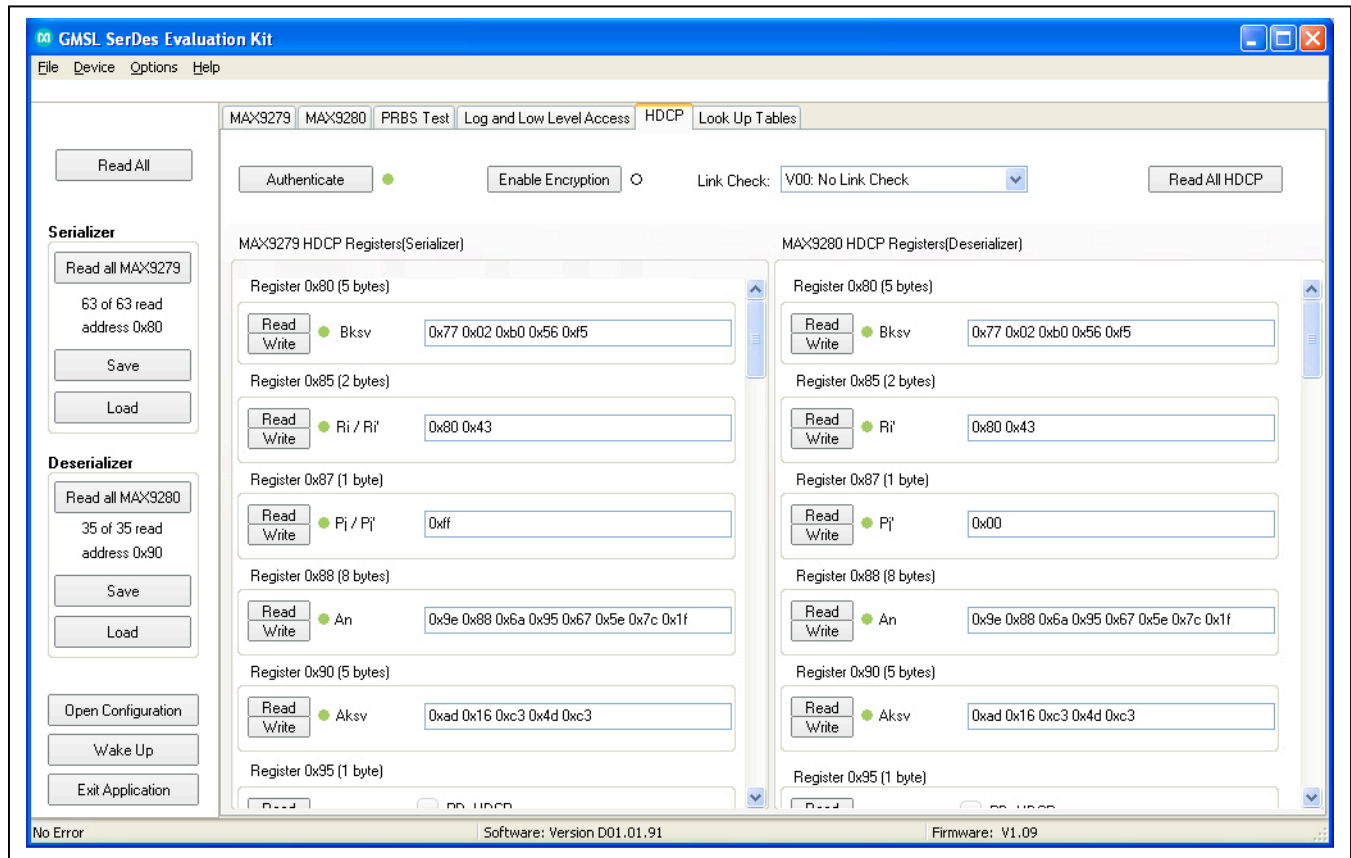 GMSL SerDes Evaluation Kit
File Device Options Help
MAX9279 MAX9280 PRBS Test Log and Low Level Access HDCP Look Up Tables
Read All
Authenticate Enable Encryption Link Check: V00: No Link Check Read All HDCP
Serializer
Read all MAX9279
63 of 63 read
address 0x80
Save
Load
Deserializer
Read all MAX9280
35 of 35 read
address 0x90
Save
Load
Open Configuration
Wake Up
Exit Application
MAX9279 HDCP Registers(Serializer)
Register 0x80 (5 bytes)
Read
Write
Bksv 0x77 0x02 0xb0 0x56 0xf5
Register 0x85 (2 bytes)
Read
Write
Ri / Ri' 0x80 0x43
Register 0x87 (1 byte)
Read
Write
Pj / Pj' 0xff
Register 0x88 (8 bytes)
Read
Write
An 0x9e 0x88 0x6a 0x95 0x67 0x5e 0x7c 0x1f
Register 0x90 (5 bytes)
Read
Write
Aksv 0xad 0x16 0xc3 0x4d 0xc3
Register 0x95 (1 byte)
Read
MAX9280 HDCP Registers(Deserializer)
Register 0x80 (5 bytes)
Read
Write
Bksv 0x77 0x02 0xb0 0x56 0xf5
Register 0x85 (2 bytes)
Read
Write
Ri' 0x80 0x43
Register 0x87 (1 byte)
Read
Write
Pj' 0x00
Register 0x88 (8 bytes)
Read
Write
An 0x9e 0x88 0x6a 0x95 0x67 0x5e 0x7c 0x1f
Register 0x90 (5 bytes)
Read
Write
Aksv 0xad 0x16 0xc3 0x4d 0xc3
Register 0x95 (1 byte)
Read
No Error Software: Version D01.01.91 Firmware: V1.09